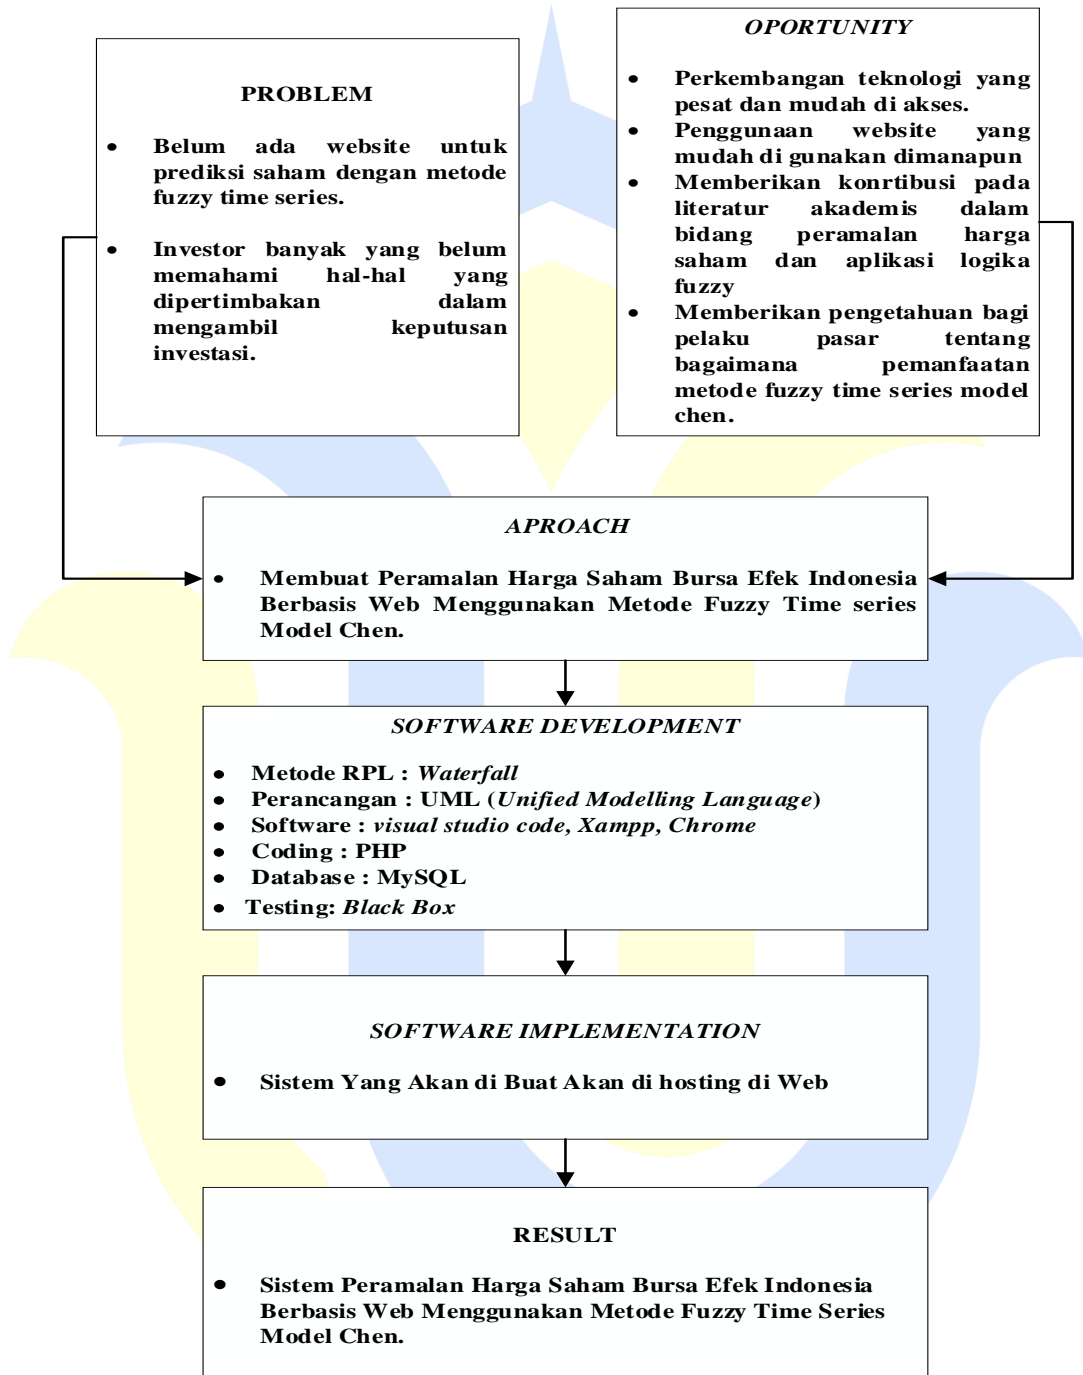 PROBLEM
• Belum ada website untuk
prediksi saham dengan metode
fuzzy time series.
• Investor banyak yang belum
memahami hal-hal yang
dipertimbakan dalam
mengambil keputusan
investasi.
OPORTUNITY
• Perkembangan teknologi yang
pesat dan mudah di akses.
• Penggunaan website yang
mudah di gunakan dimanapun
• Memberikan konrtibusi pada
literatur akademis dalam
bidang peramalan harga
saham dan aplikasi logika
fuzzy
• Memberikan pengetahuan bagi
pelaku pasar tentang
bagaimana pemanfaatan
metode fuzzy time series model
chen.
APROACH
• Membuat Peramalan Harga Saham Bursa Efek Indonesia
Berbasis Web Menggunakan Metode Fuzzy Time series
Model Chen.
SOFTWARE DEVELOPMENT
• Metode RPL : Waterfall
• Perancangan : UML (Unified Modelling Language)
• Software : visual studio code, Xampp, Chrome
• Coding : PHP
• Database : MySQL
• Testing: Black Box
SOFTWARE IMPLEMENTATION
• Sistem Yang Akan di Buat Akan di hosting di Web
RESULT
• Sistem Peramalan Harga Saham Bursa Efek Indonesia
Berbasis Web Menggunakan Metode Fuzzy Time Series
Model Chen.